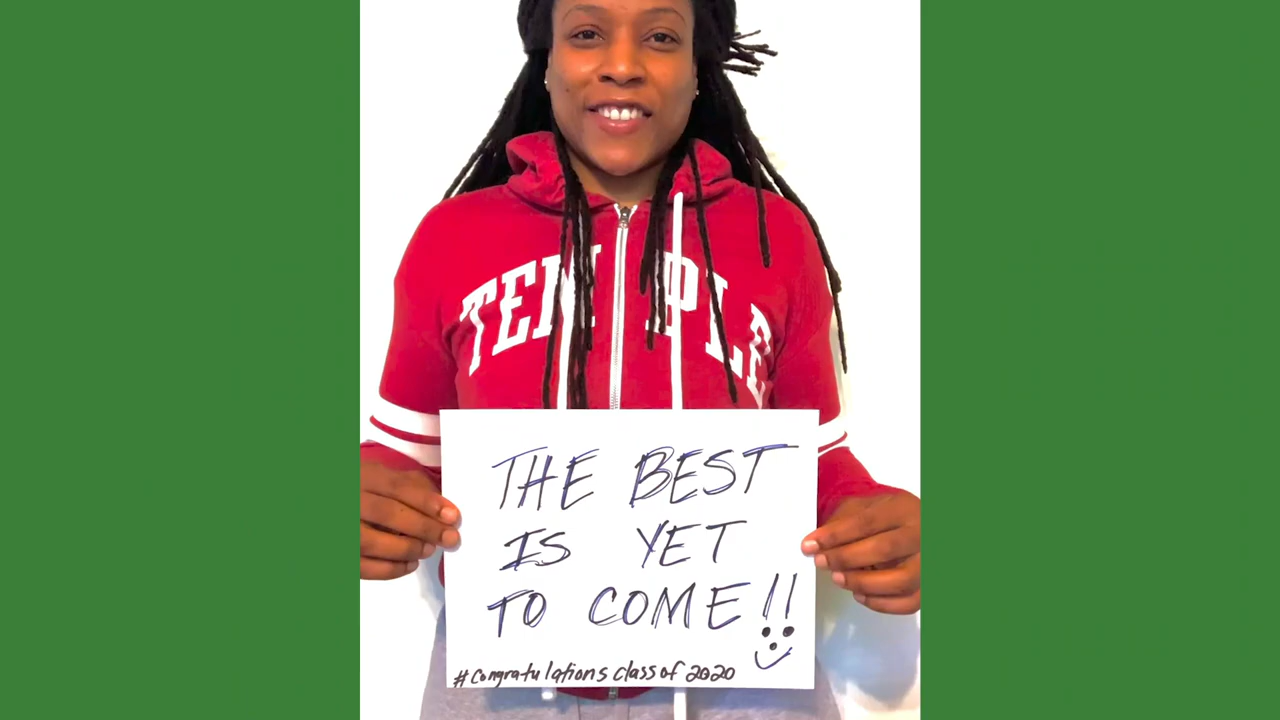 TEMPLE
THE BEST
IS YET
TO COME!!
#Congratulations class of 2020